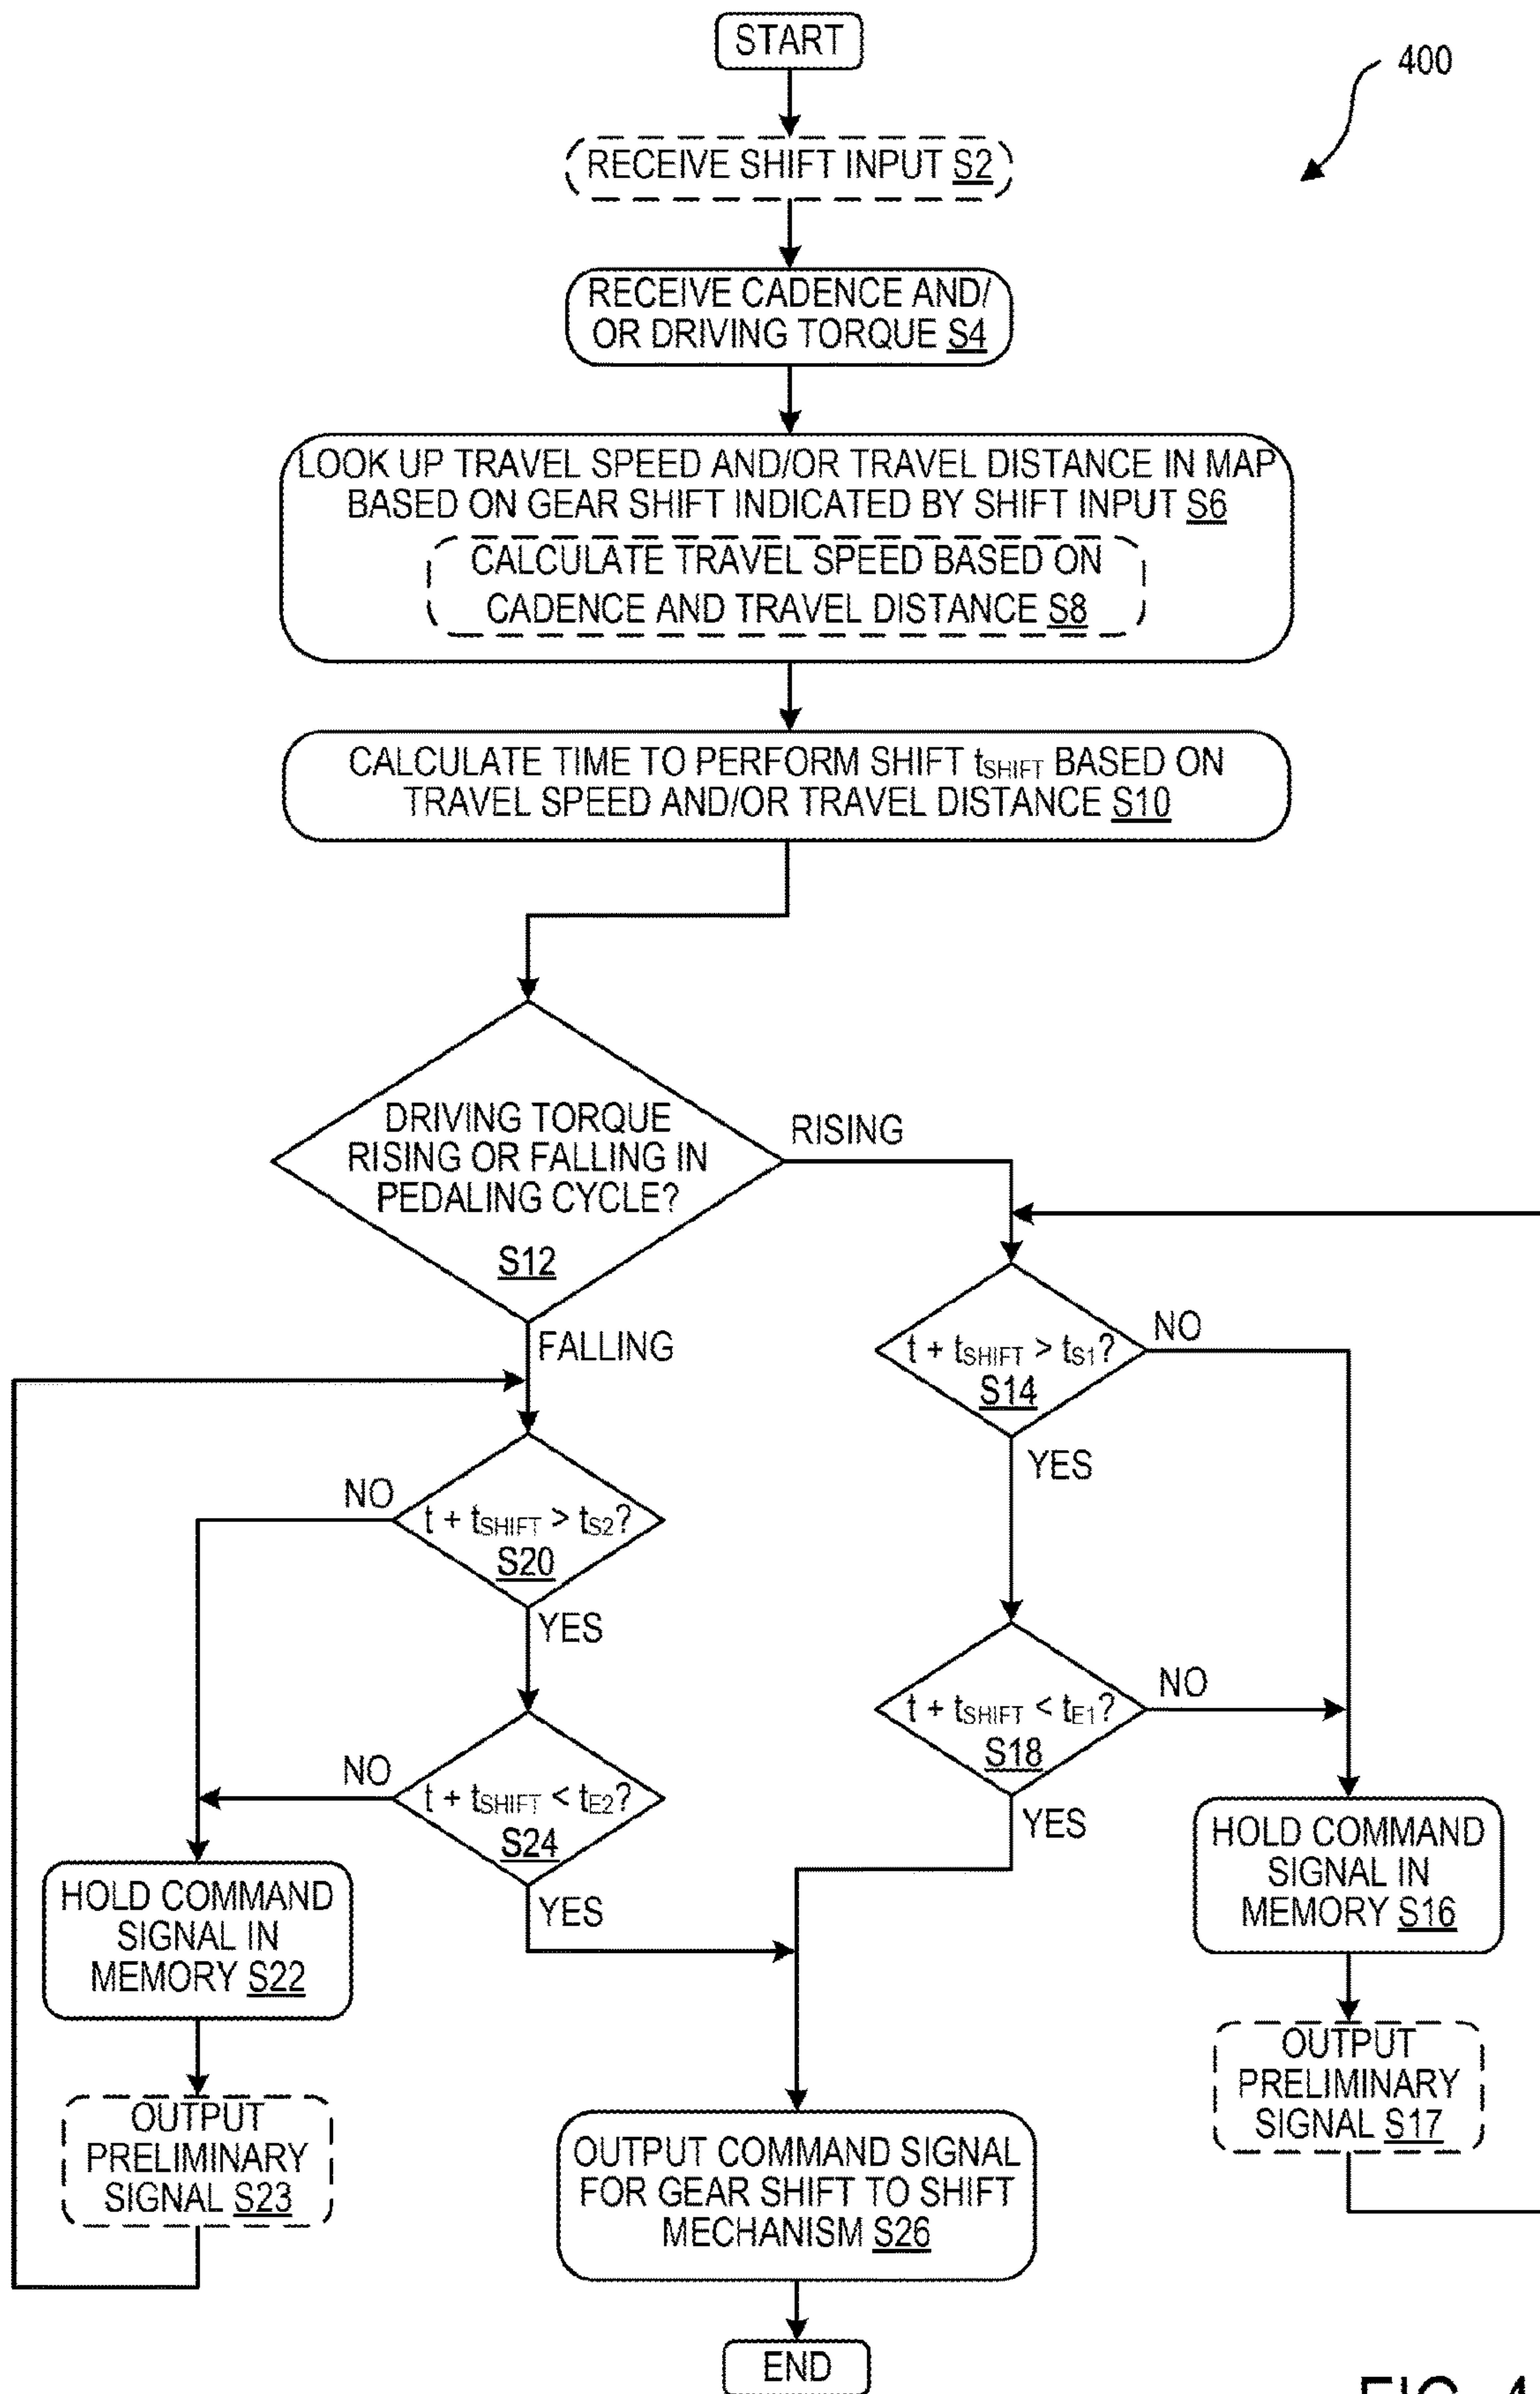 START
400
RECEIVE SHIFT INPUT S2
RECEIVE CADENCE AND/
OR DRIVING TORQUE S4
LOOK UP TRAVEL SPEED AND/OR TRAVEL DISTANCE IN MAP
BASED ON GEAR SHIFT INDICATED BY SHIFT INPUT S6
CALCULATE TRAVEL SPEED BASED ON
CADENCE AND TRAVEL DISTANCE S8
CALCULATE TIME TO PERFORM SHIFT tSHIFT BASED ON
TRAVEL SPEED AND/OR TRAVEL DISTANCE S10
DRIVING TORQUE
RISING OR FALLING IN
PEDALING CYCLE?
S12
RISING
FALLING
t + tSHIFT > tS1?
S14
NO
YES
t + tSHIFT > tS2?
S20
NO
YES
t + tSHIFT < tE1?
S18
NO
YES
t + tSHIFT < tE2?
S24
NO
YES
HOLD COMMAND
SIGNAL IN
MEMORY S16
HOLD COMMAND
SIGNAL IN
MEMORY S22
OUTPUT
PRELIMINARY
SIGNAL S17
OUTPUT
PRELIMINARY
SIGNAL S23
OUTPUT COMMAND SIGNAL
FOR GEAR SHIFT TO SHIFT
MECHANISM S26
END
FIG. 4